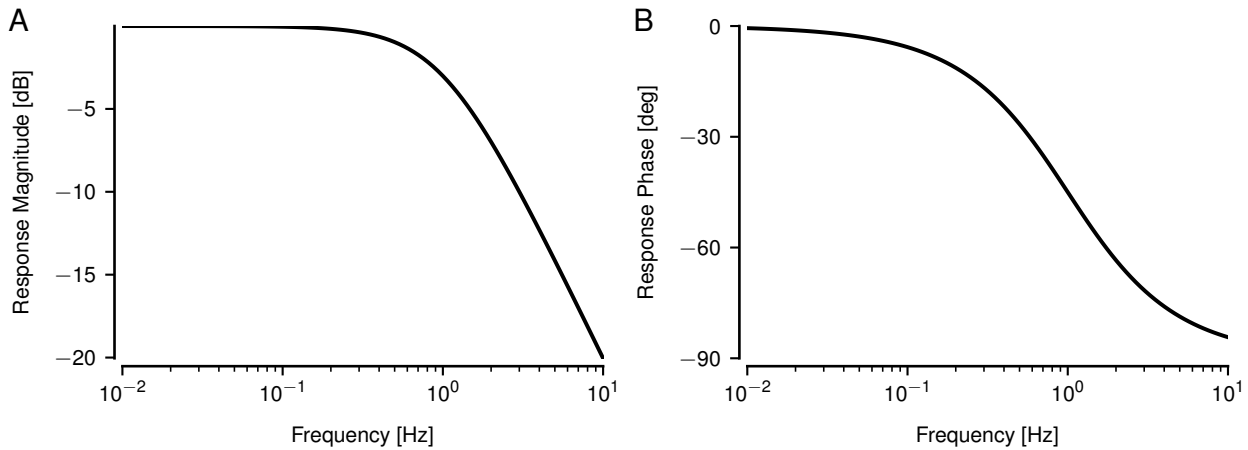 A
Response Magnitude [dB]
−5
−10
−15
−20
10⁻²
10⁻¹
10⁰
10¹
Frequency [Hz]
B
Response Phase [deg]
0
−30
−60
−90
10⁻²
10⁻¹
10⁰
10¹
Frequency [Hz]